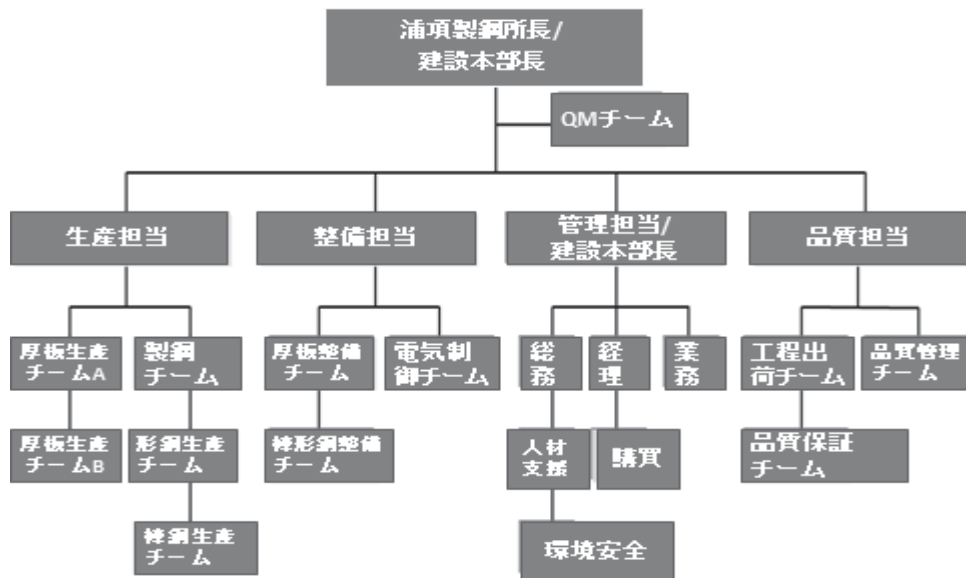 浦項製鋼所長/
建設本部長
QMチーム
生産担当
整備担当
管理担当/
建設本部長
品質担当
厚板生産
チームA
製鋼
チーム
厚板整備
チーム
電気制
御チーム
総
務
経
理
業
務
工程出
荷チーム
品質管理
チーム
厚板生産
チームB
形鋼生産
チーム
棒形鋼整備
チーム
人材
支援
購買
品質保証
チーム
棒鋼生産
チーム
環境安全